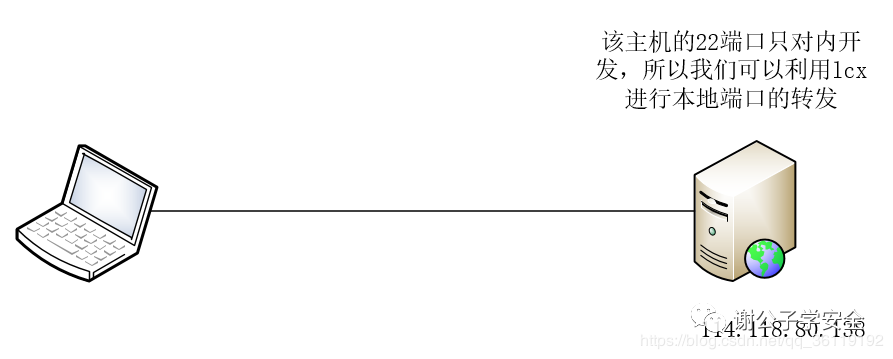 该主机的22端口只对内开
发，所以我们可以利用lcx
进行本地端口的转发
谢公子学安全
114.118.80.138
https://blog.csdn.net/qq_36119192